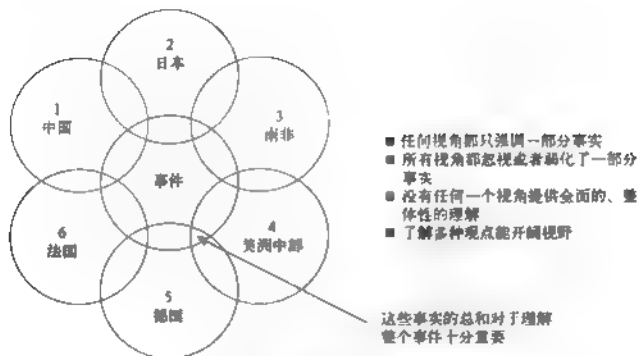 2
日本
1
中国
3
南非
事件
6
法国
4
美洲中部
5
德国
■ 任何视角都只强调一部分事实
■ 所有视角都忽视或者弱化了一部分
事实
■ 没有任何一个视角提供全面的、整
体性的理解
■ 了解多种观点能开阔视野
这些事实的总和对于理解
整个事件十分重要